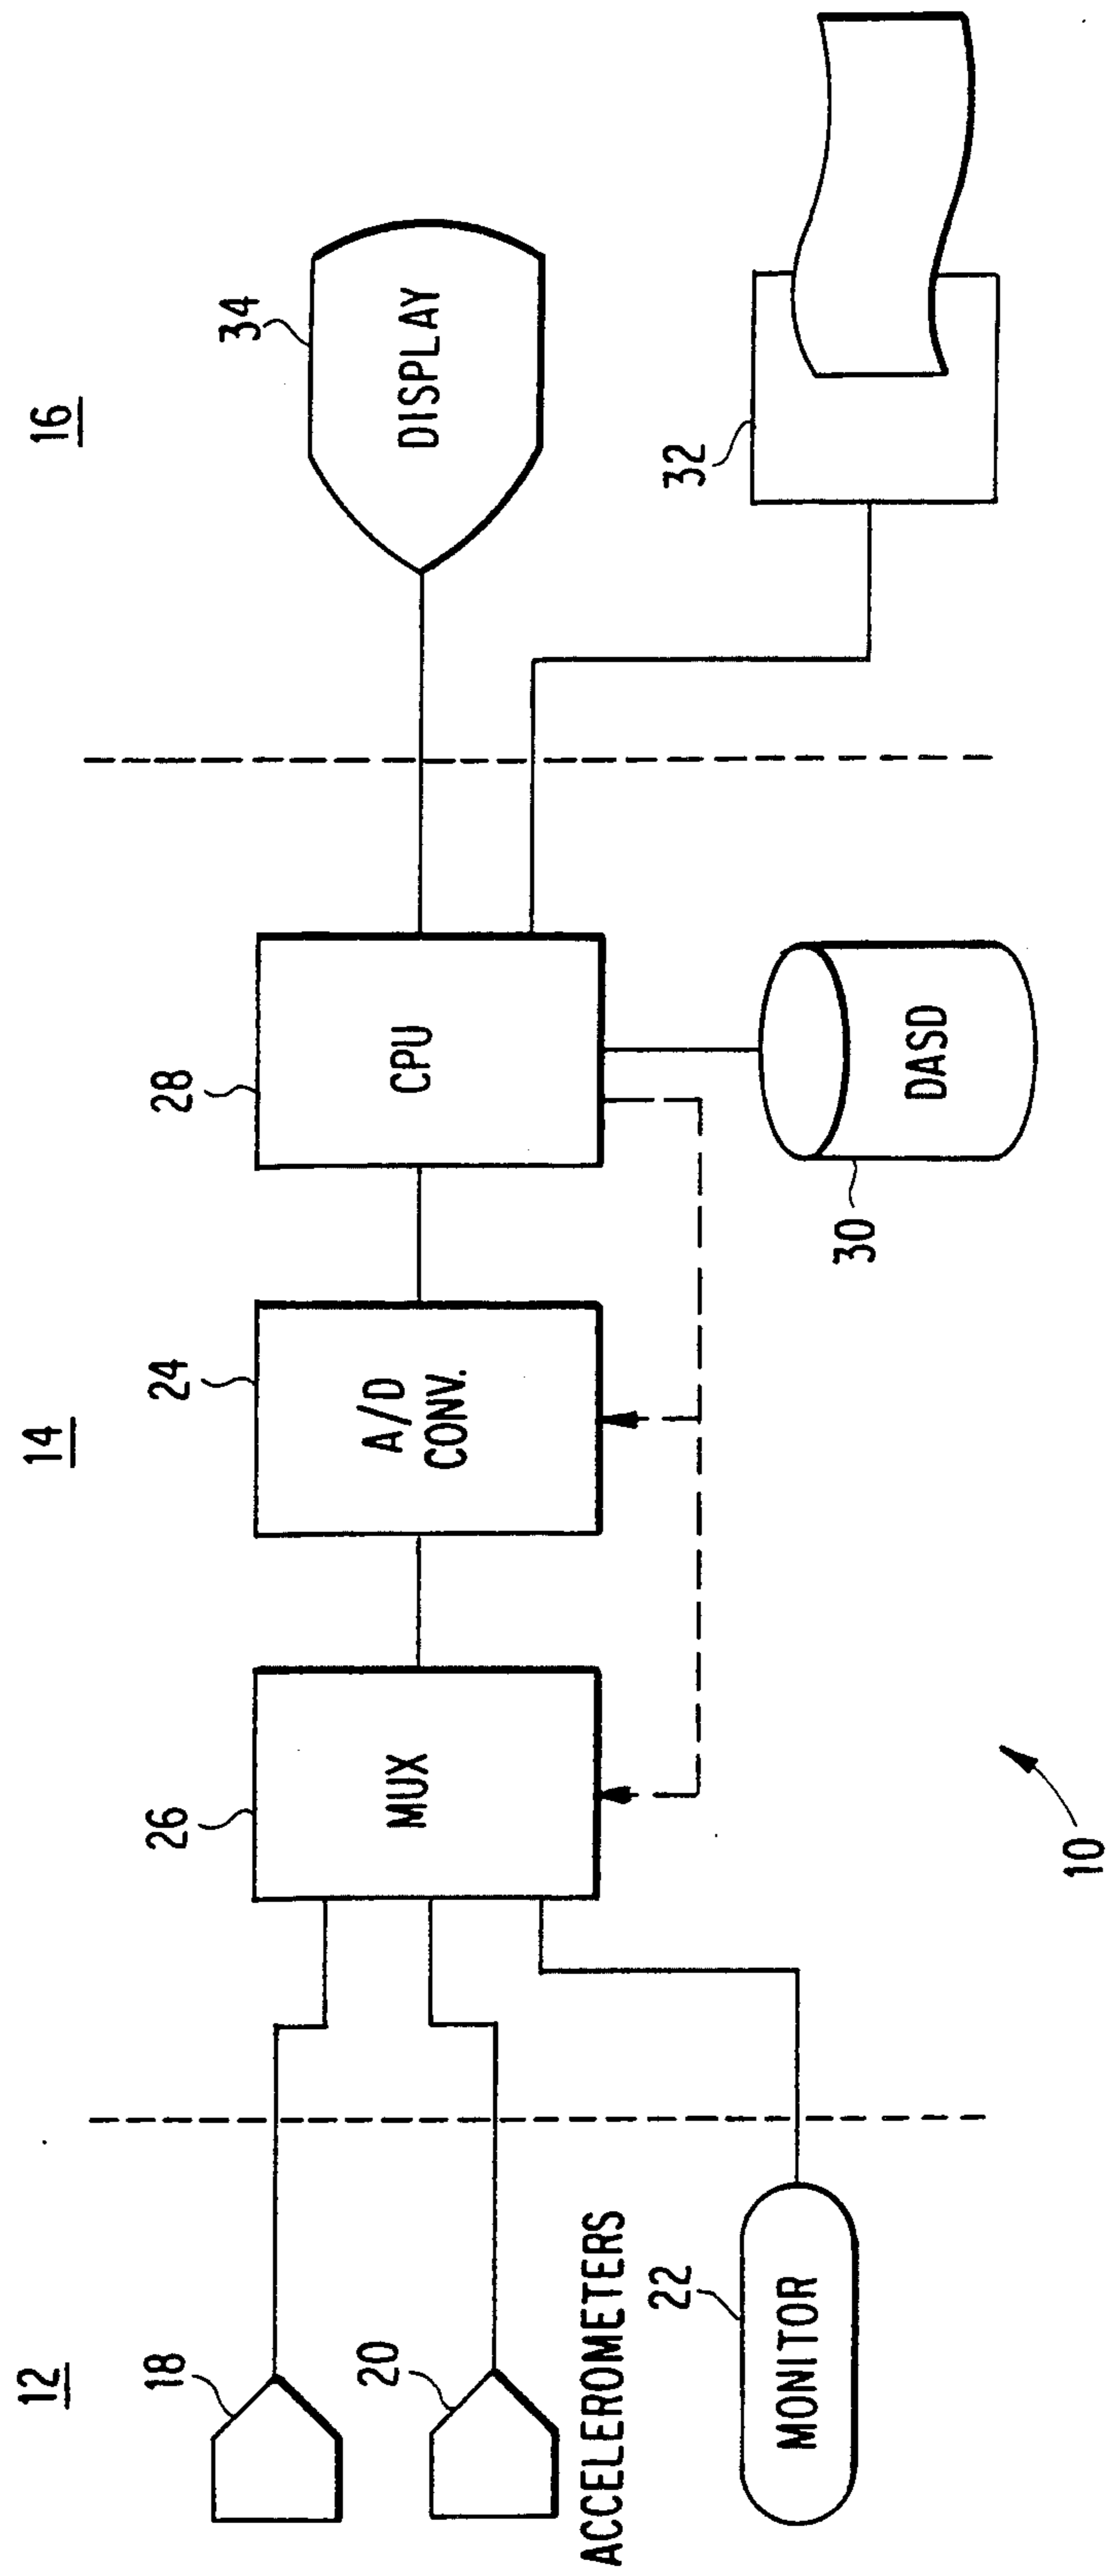 12
14
16
18
20
ACCELEROMETERS
22
MONITOR
26
MUX
24
A/D
CONV.
28
CPU
30
DASD
34
DISPLAY
32
10